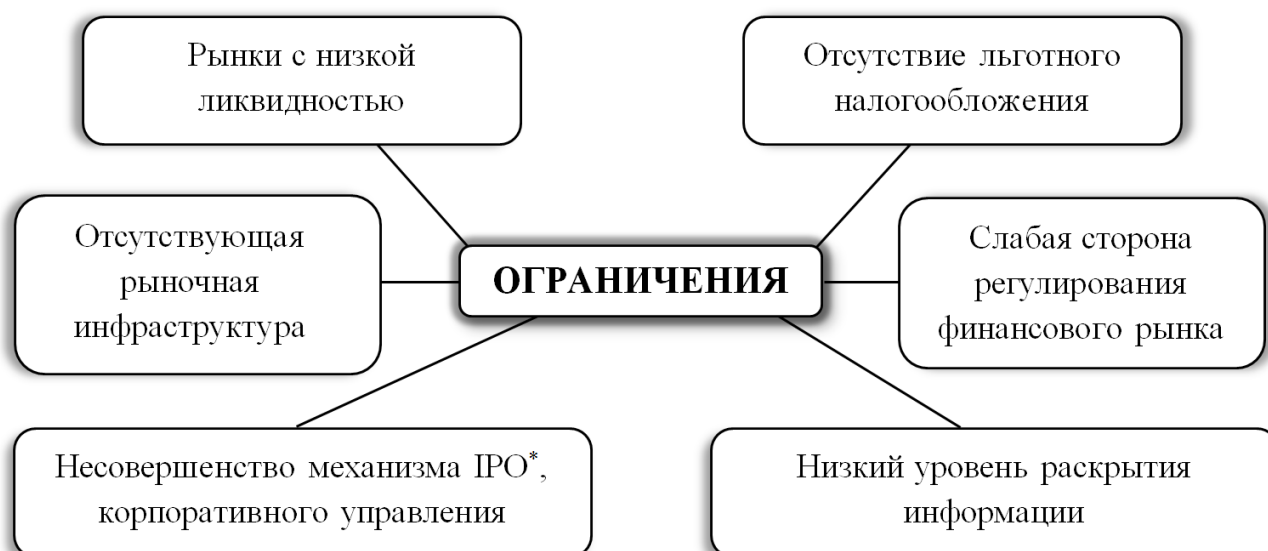 Рынки с низкой
ликвидностью
Отсутствие льготного
налогообложения
Отсутствующая
рыночная
инфраструктура
ОГРАНИЧЕНИЯ
Слабая сторона
регулирования
финансового рынка
Несовершенство механизма IPO*,
корпоративного управления
Низкий уровень раскрытия
информации